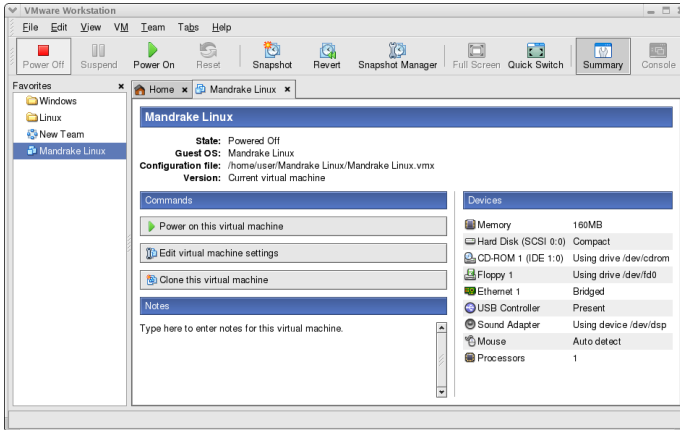 VMware Workstation
File Edit View VM Team Tabs Help
Power Off Suspend Power On Reset Snapshot Revert Snapshot Manager Full Screen Quick Switch Summary Console
Favorites
Windows
Linux
New Team
Mandrake Linux
Home Mandrake Linux
Mandrake Linux
State: Powered Off
Guest OS: Mandrake Linux
Configuration file: /home/user/Mandrake Linux/Mandrake Linux.vmx
Version: Current virtual machine
Commands
Power on this virtual machine
Edit virtual machine settings
Clone this virtual machine
Notes
Type here to enter notes for this virtual machine.
Devices
Memory 160MB
Hard Disk (SCSI 0:0) Compact
CD-ROM 1 (IDE 1:0) Using drive /dev/cdrom
Floppy 1 Using drive /dev/fd0
Ethernet 1 Bridged
USB Controller Present
Sound Adapter Using device /dev/dsp
Mouse Auto detect
Processors 1